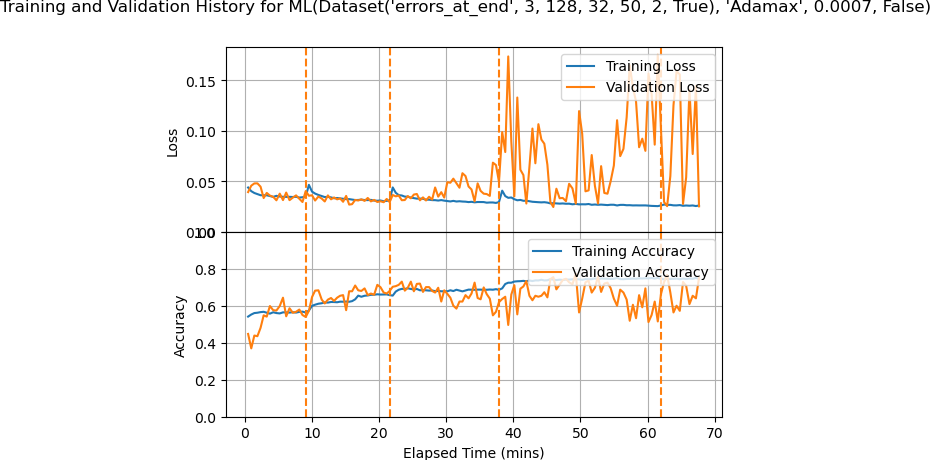 Training and Validation History for ML(Dataset('errors_at_end', 3, 128, 32, 50, 2, True), 'Adamax', 0.0007, False)
Training Loss
Validation Loss
0.15
0.10
0.05
0.00
Loss
Training Accuracy
Validation Accuracy
1.0
0.8
0.6
0.4
0.2
0.0
Accuracy
0 10 20 30 40 50 60 70
Elapsed Time (mins)